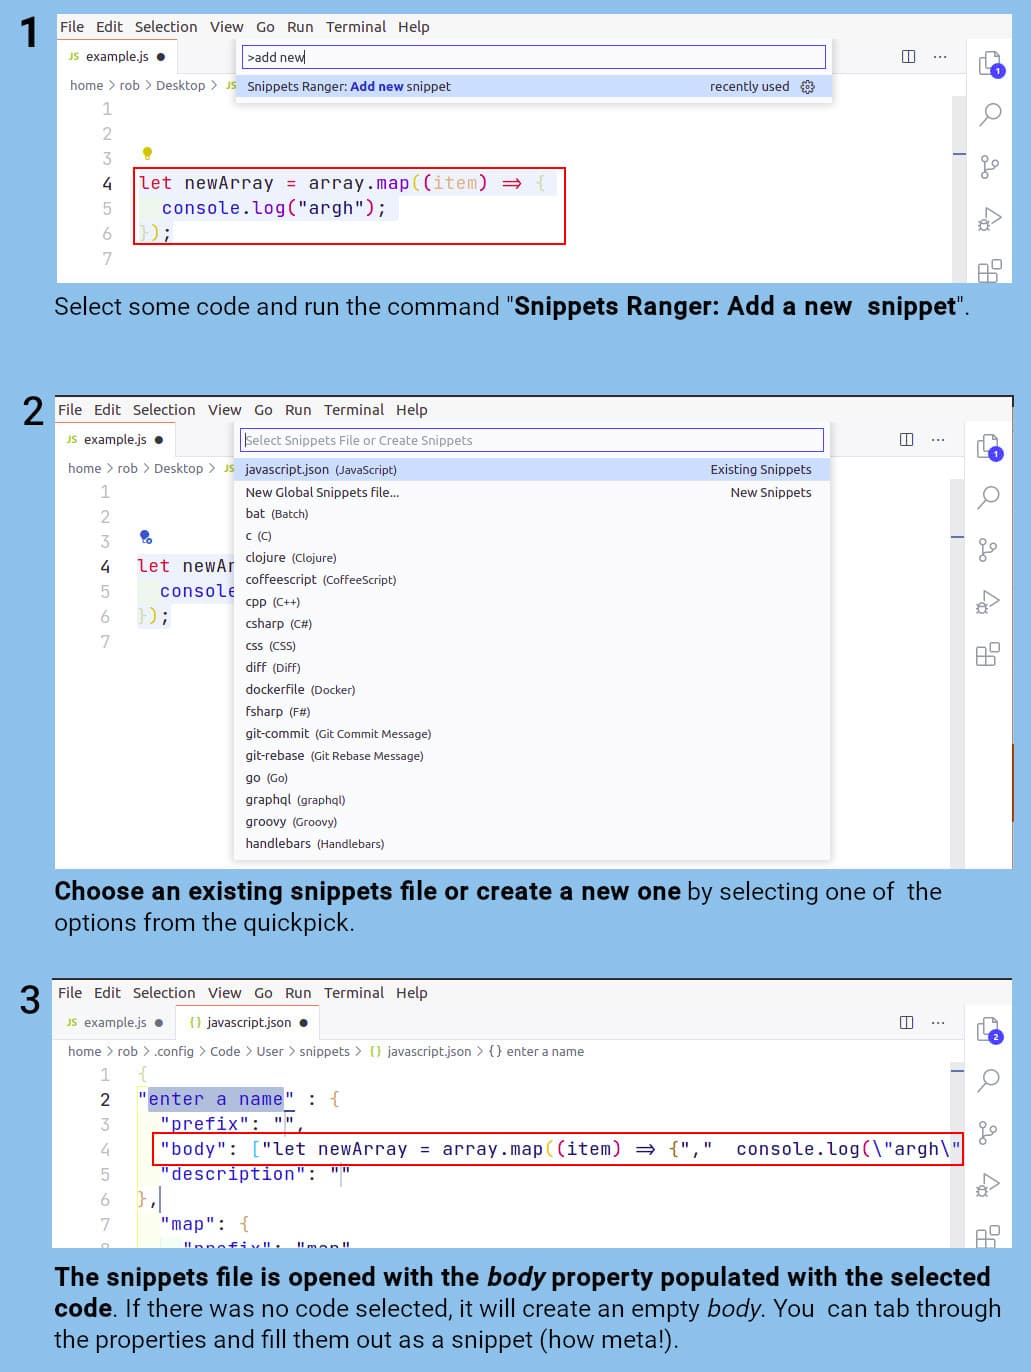 1
File Edit Selection View Go Run Terminal Help
JS example.js ●
>add new
home > rob > Desktop > JS
Snippets Ranger: Add new snippet recently used
1
1
2
3
4 let newArray = array.map((item) => {
5 console.log("argh");
6 });
7
Select some code and run the command "Snippets Ranger: Add a new snippet".
2
File Edit Selection View Go Run Terminal Help
JS example.js ●
Select Snippets File or Create Snippets
1
home > rob > Desktop > JS
javascript.json (JavaScript) Existing Snippets
New Global Snippets file... New Snippets
bat (Batch)
c (C)
clojure (Clojure)
coffeescript (CoffeeScript)
cpp (C++)
csharp (C#)
css (CSS)
diff (Diff)
dockerfile (Docker)
fsharp (F#)
git-commit (Git Commit Message)
git-rebase (Git Rebase Message)
go (Go)
graphql (graphql)
groovy (Groovy)
handlebars (Handlebars)
1
2
3
4 let newAr
5 console
6 });
7
Choose an existing snippets file or create a new one by selecting one of the
options from the quickpick.
3
File Edit Selection View Go Run Terminal Help
JS example.js ● {} javascript.json ●
2
home > rob > .config > Code > User > snippets > {} javascript.json > {} enter a name
1 {
2 "enter a name" : {
3 "prefix": "",
4 "body": ["let newArray = array.map((item) => {"," console.log(\"argh\"
5 "description": ""
6 },
7 "map": {
8 "prefix": "map"
The snippets file is opened with the body property populated with the selected
code. If there was no code selected, it will create an empty body. You can tab through
the properties and fill them out as a snippet (how meta!).